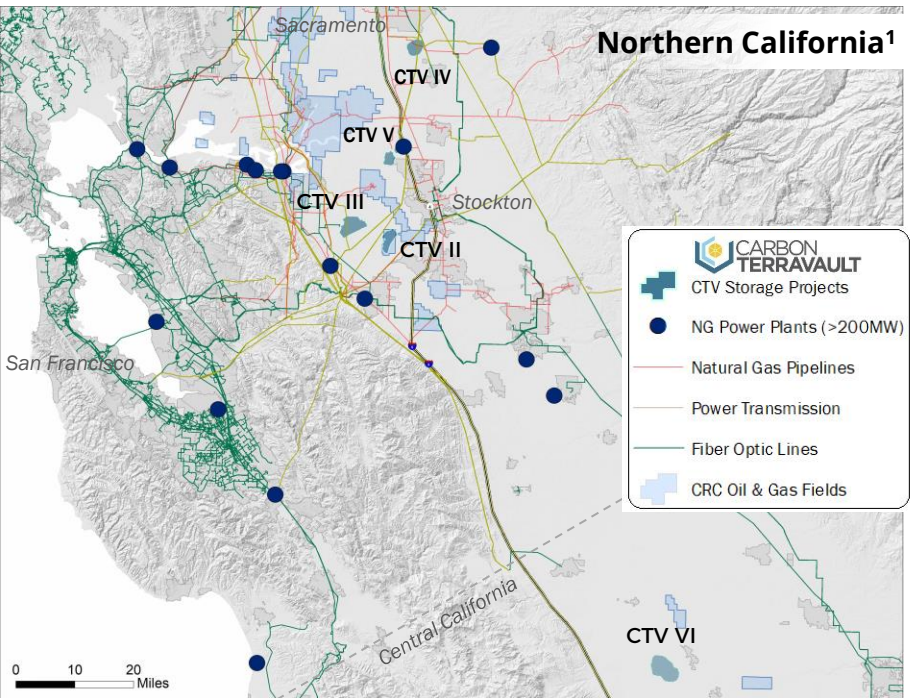 Northern California¹
Sacramento
CTV IV
CTV V
CTV III
Stockton
CTV II
San Francisco
CARBON
TERRAVAULT
CTV Storage Projects
NG Power Plants (>200MW)
Natural Gas Pipelines
Power Transmission
Fiber Optic Lines
CRC Oil & Gas Fields
Central California
CTV VI
0 10 20
Miles